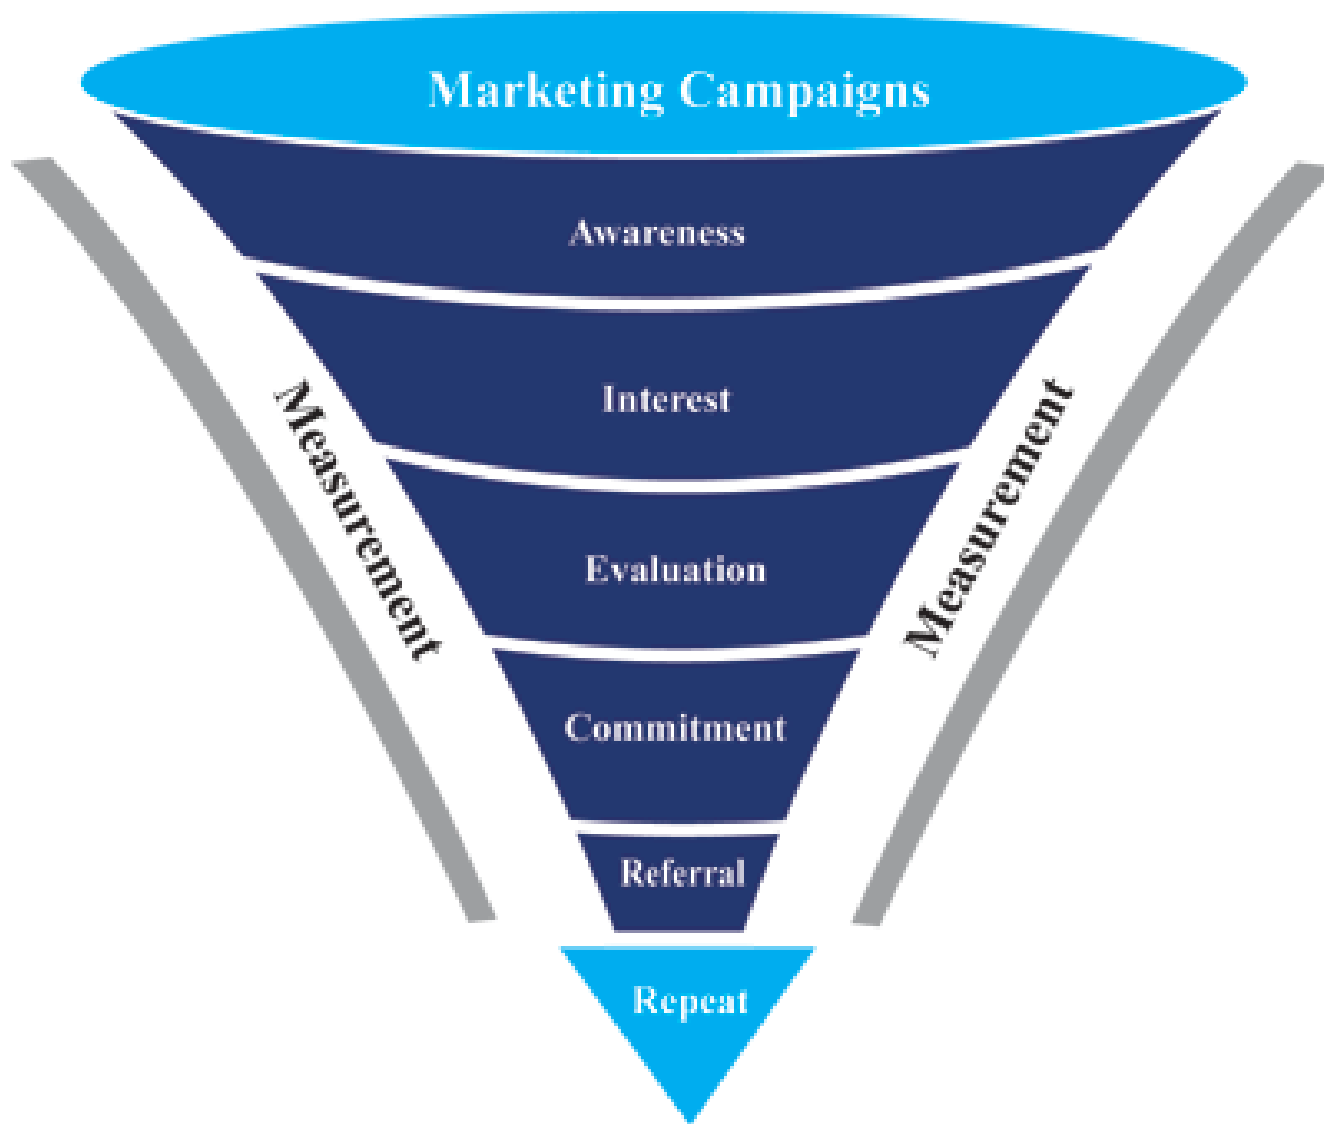 Marketing Campaigns
Awareness
Interest
Measurement
Measurement
Evaluation
Commitment
Referral
Repeat